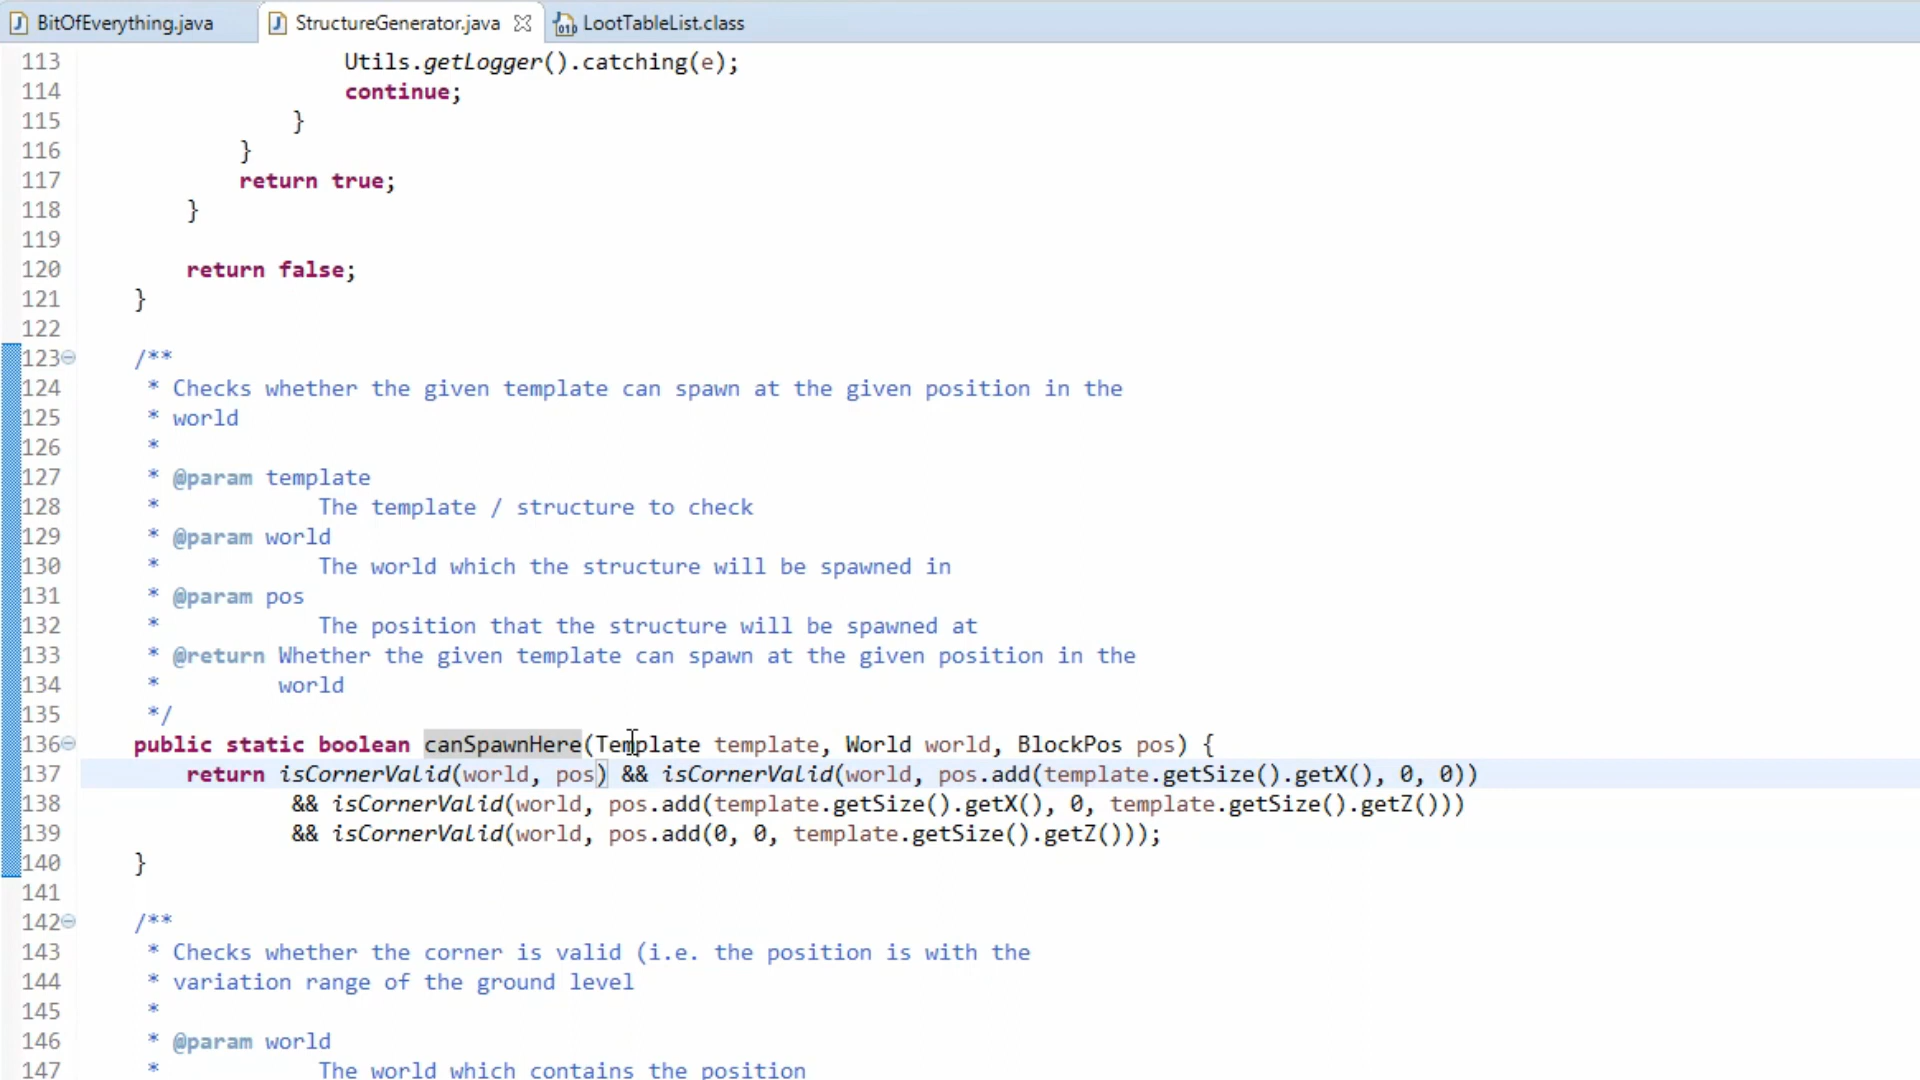 BitOfEverything.java StructureGenerator.java LootTableList.class
113 Utils.getLogger().catching(e);
114 continue;
115 }
116 }
117 return true;
118 }
119
120 return false;
121 }
122
123 /**
124 * Checks whether the given template can spawn at the given position in the
125 * world
126 *
127 * @param template
128 * The template / structure to check
129 * @param world
130 * The world which the structure will be spawned in
131 * @param pos
132 * The position that the structure will be spawned at
133 * @return Whether the given template can spawn at the given position in the
134 * world
135 */
136 public static boolean canSpawnHere(Template template, World world, BlockPos pos) {
137 return isCornerValid(world, pos) && isCornerValid(world, pos.add(template.getSize().getX(), 0, 0))
138 && isCornerValid(world, pos.add(template.getSize().getX(), 0, template.getSize().getZ()))
139 && isCornerValid(world, pos.add(0, 0, template.getSize().getZ()));
140 }
141
142 /**
143 * Checks whether the corner is valid (i.e. the position is with the
144 * variation range of the ground level
145 *
146 * @param world
147 * The world which contains the position